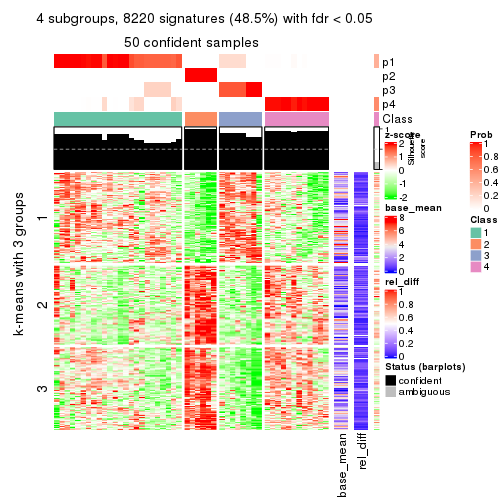 4 subgroups, 8220 signatures (48.5%) with fdr < 0.05
50 confident samples
p1
p2
p3
p4
Class
1
0
Silhouette
score
k-means with 3 groups
1
2
3
base_mean
rel_diff
z-score
2
1
0
-1
-2
base_mean
8
6
4
2
0
rel_diff
1
0.8
0.6
0.4
0.2
0
Status (barplots)
confident
ambiguous
Prob
1
0.8
0.6
0.4
0.2
0
Class
1
2
3
4